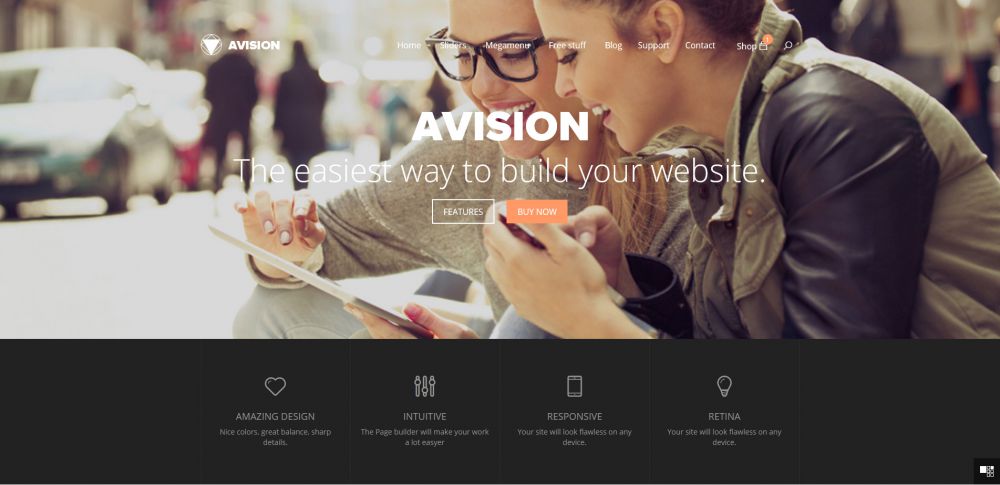 AVISION
Home Sliders Megamenu Free stuff Blog Support Contact Shop 1
AVISION
The easiest way to build your website.
FEATURES BUY NOW
AMAZING DESIGN
Nice colors, great balance, sharp
details.
INTUITIVE
The Page builder will make your work
a lot easyer
RESPONSIVE
Your site will look flawless on any
device.
RETINA
Your site will look flawless on any
device.